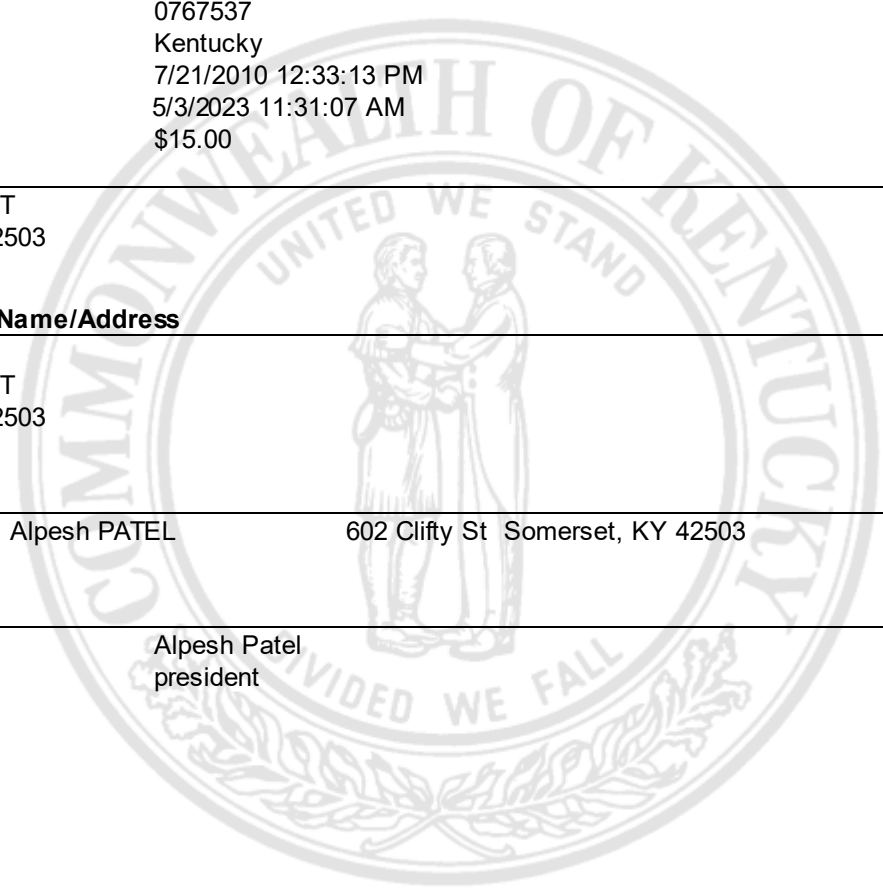 0767537
Kentucky
7/21/2010 12:33:13 PM
5/3/2023 11:31:07 AM
$15.00
T
2503
Name/Address
T
2503
Alpesh PATEL 602 Clifty St Somerset, KY 42503
Alpesh Patel
president
COMMONWEALTH OF KENTUCKY
UNITED WE STAND
DIVIDED WE FALL